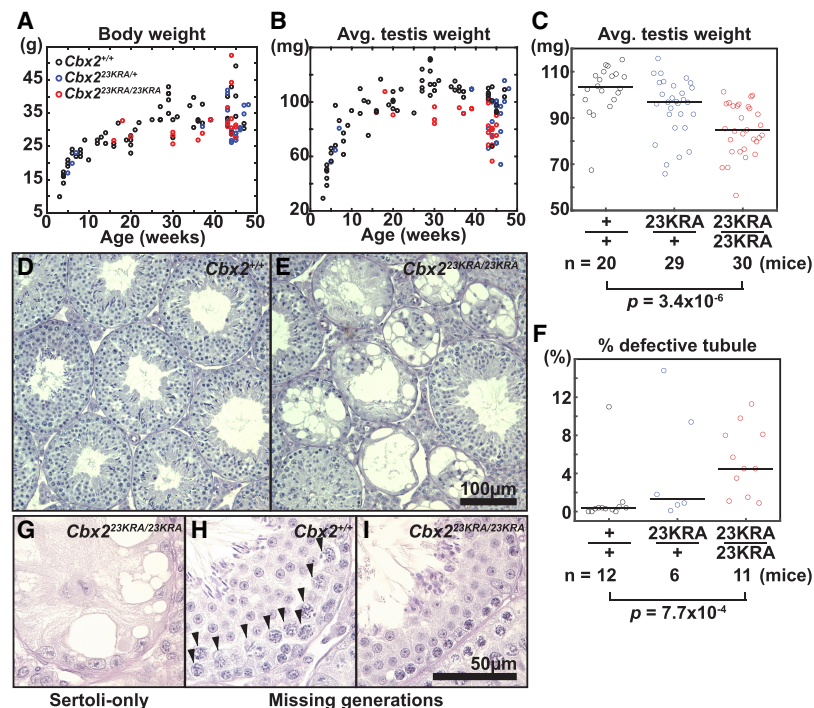 A
Body weight
(g)
Cbx2+/+
Cbx223KRA/+
Cbx223KRA/23KRA
45
35
25
15
5
0 10 20 30 40 50
Age (weeks)
B
Avg. testis weight
(mg)
100
60
20
0 10 20 30 40 50
Age (weeks)
C
Avg. testis weight
(mg)
110
90
70
50
+ 23KRA 23KRA
+ + 23KRA
n = 20 29 30 (mice)
p = 3.4x10-6
D
Cbx2+/+
E
Cbx223KRA/23KRA
100µm
F
% defective tubule
(%)
12
8
4
0
+ 23KRA 23KRA
+ + 23KRA
n = 12 6 11 (mice)
p = 7.7x10-4
G
Cbx223KRA/23KRA
H
Cbx2+/+
I
Cbx223KRA/23KRA
50µm
Sertoli-only
Missing generations